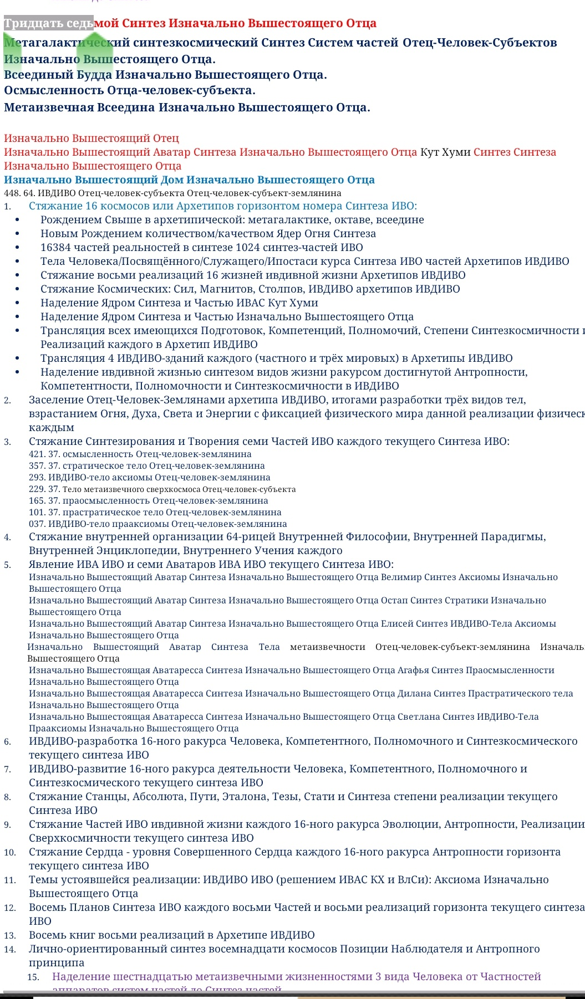 Тридцать седьмой Синтез Изначально Вышестоящего Отца
Метагалактический синтезкосмический Синтез Систем частей Отец-Человек-Субъектов
Изначально Вышестоящего Отца.
Всеединый Будда Изначально Вышестоящего Отца.
Осмысленность Отца-человек-субъекта.
Метаизвечная Всеедина Изначально Вышестоящего Отца.
Изначально Вышестоящий Отец
Изначально Вышестоящий Аватар Синтеза Изначально Вышестоящего Отца Кут Хуми Синтез Синтеза
Изначально Вышестоящего Отца
Изначально Вышестоящий Дом Изначально Вышестоящего Отца
448. 64. ИВДИВО Отец-человек-субъекта Отец-человек-субъект-землянина
1. Стяжание 16 космосов или Архетипов горизонтом номера Синтеза ИВО:
• Рождением Свыше в архетипической: метагалактике, октаве, всеедине
• Новым Рождением количеством/качеством Ядер Огня Синтеза
• 16384 частей реальностей в синтезе 1024 синтез-частей ИВО
• Тела Человека/Посвящённого/Служащего/Ипостаси курса Синтеза ИВО частей Архетипов ИВДИВО
• Стяжание восьми реализаций 16 жизней ивдивной жизни Архетипов ИВДИВО
• Стяжание Космических: Сил, Магнитов, Столпов, ИВДИВО архетипов ИВДИВО
• Наделение Ядром Синтеза и Частью ИВАС Кут Хуми
• Наделение Ядром Синтеза и Частью Изначально Вышестоящего Отца
• Трансляция всех имеющихся Подготовок, Компетенций, Полномочий, Степени Синтезкосмичности и
Реализаций каждого в Архетип ИВДИВО
• Трансляция 4 ИВДИВО-зданий каждого (частного и трёх мировых) в Архетипы ИВДИВО
• Наделение ивдивной жизнью синтезом видов жизни ракурсом достигнутой Антропности,
Компетентности, Полномочности и Синтезкосмичности в ИВДИВО
2. Заселение Отец-Человек-Землянами архетипа ИВДИВО, итогами разработки трёх видов тел,
взрастанием Огня, Духа, Света и Энергии с фиксацией физического мира данной реализации физическ
каждым
3. Стяжание Синтезирования и Творения семи Частей ИВО каждого текущего Синтеза ИВО:
421. 37. осмысленность Отец-человек-землянина
357. 37. стратическое тело Отец-человек-землянина
293. ИВДИВО-тело аксиомы Отец-человек-землянина
229. 37. Тело метаизвечного сверхкосмоса Отец-человек-субъекта
165. 37. праосмысленность Отец-человек-землянина
101. 37. прастратическое тело Отец-человек-землянина
037. ИВДИВО-тело прааксиомы Отец-человек-землянина
4. Стяжание внутренней организации 64-рицей Внутренней Философии, Внутренней Парадигмы,
Внутренней Энциклопедии, Внутреннего Учения каждого
5. Явление ИВА ИВО и семи Аватаров ИВА ИВО текущего Синтеза ИВО:
Изначально Вышестоящий Аватар Синтеза Изначально Вышестоящего Отца Велимир Синтез Аксиомы Изначально
Вышестоящего Отца
Изначально Вышестоящий Аватар Синтеза Изначально Вышестоящего Отца Остап Синтез Стратики Изначально
Вышестоящего Отца
Изначально Вышестоящий Аватар Синтеза Изначально Вышестоящего Отца Елисей Синтез ИВДИВО-Тела Аксиомы
Изначально Вышестоящего Отца
Изначально Вышестоящий Аватар Синтеза Тела метаизвечности Отец-человек-субъект-землянина Изначаль
Вышестоящего Отца
Изначально Вышестоящая Аватаресса Синтеза Изначально Вышестоящего Отца Агафья Синтез Праосмысленности
Изначально Вышестоящего Отца
Изначально Вышестоящая Аватаресса Синтеза Изначально Вышестоящего Отца Дилана Синтез Прастратического тела
Изначально Вышестоящего Отца
Изначально Вышестоящая Аватаресса Синтеза Изначально Вышестоящего Отца Светлана Синтез ИВДИВО-Тела
Прааксиомы Изначально Вышестоящего Отца
6. ИВДИВО-разработка 16-ного ракурса Человека, Компетентного, Полномочного и Синтезкосмического
текущего синтеза ИВО
7. ИВДИВО-развитие 16-ного ракурса деятельности Человека, Компетентного, Полномочного и
Синтезкосмического текущего синтеза ИВО
8. Стяжание Станцы, Абсолюта, Пути, Эталона, Тезы, Стати и Синтеза степени реализации текущего
Синтеза ИВО
9. Стяжание Частей ИВО ивдивной жизни каждого 16-ного ракурса Эволюции, Антропности, Реализации
Сверхкосмичности текущего синтеза ИВО
10. Стяжание Сердца - уровня Совершенного Сердца каждого 16-ного ракурса Антропности горизонта
текущего синтеза ИВО
11. Темы устоявшейся реализации: ИВДИВО ИВО (решением ИВАС КХ и ВлСи): Аксиома Изначально
Вышестоящего Отца
12. Восемь Планов Синтеза ИВО каждого восьми Частей и восьми реализаций горизонта текущего синтеза
ИВО
13. Восемь книг восьми реализаций в Архетипе ИВДИВО
14. Лично-ориентированный синтез восемнадцати космосов Позиции Наблюдателя и Антропного
принципа
15. Наделение шестнадцатью метаизвечными жизненностями 3 вида Человека от Частностей
аппаратов систем частей до Синтез частей